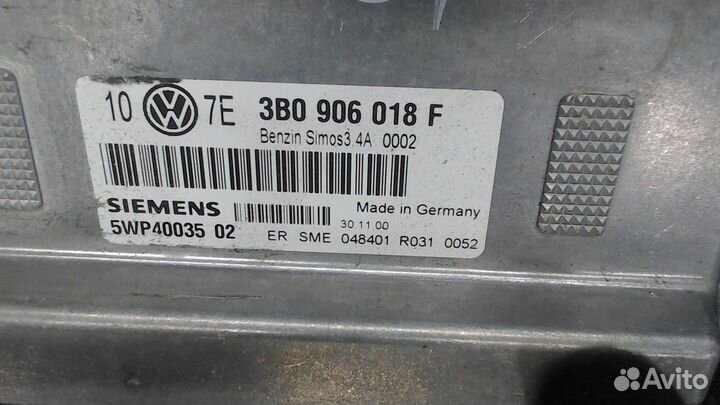 10 VW 7E 3B0 906 018 F
Benzin Simos3.4A 0002
SIEMENS Made in Germany
30 11 00
5WP40035 02 ER SME 048401 R031 0052
Avito